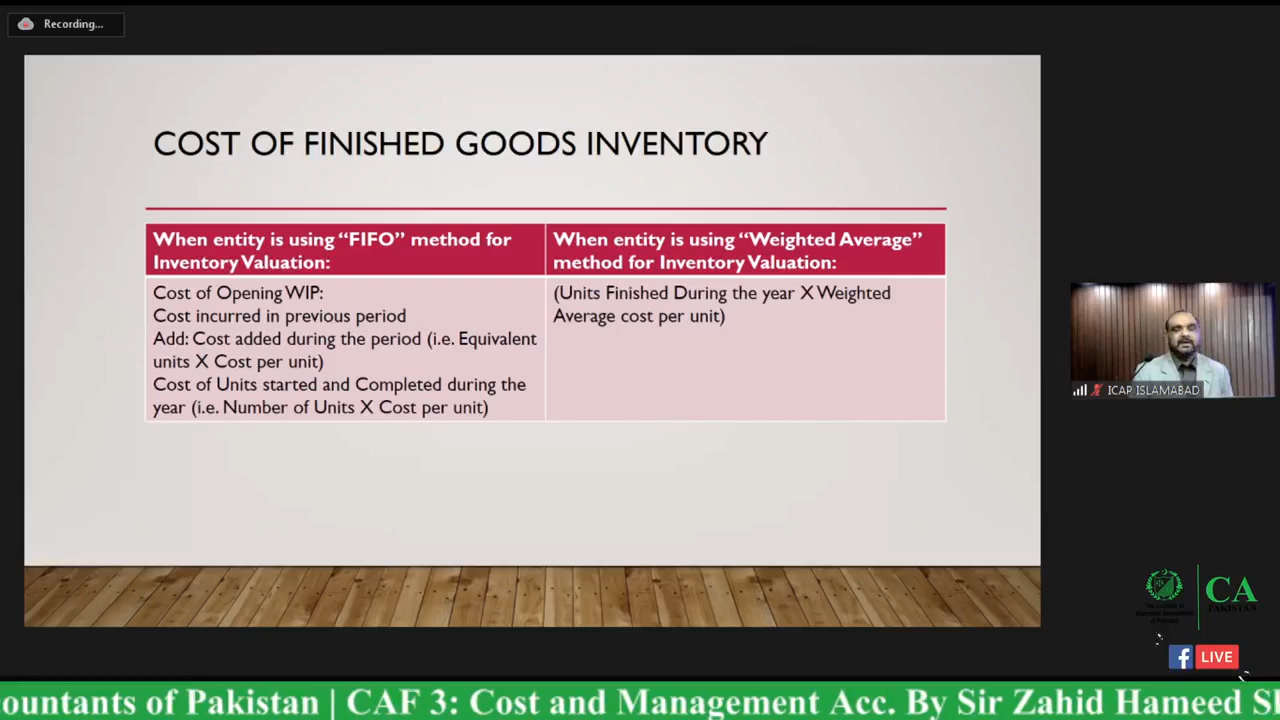 Recording...
COST OF FINISHED GOODS INVENTORY
When entity is using “FIFO” method for
Inventory Valuation:
When entity is using “Weighted Average”
method for Inventory Valuation:
Cost of Opening WIP:
Cost incurred in previous period
Add: Cost added during the period (i.e. Equivalent
units X Cost per unit)
Cost of Units started and Completed during the
year (i.e. Number of Units X Cost per unit)
(Units Finished During the year X Weighted
Average cost per unit)
ICAP ISLAMABAD
CA
PAKISTAN
LIVE
countants of Pakistan | CAF 3: Cost and Management Acc. By Sir Zahid Hameed S